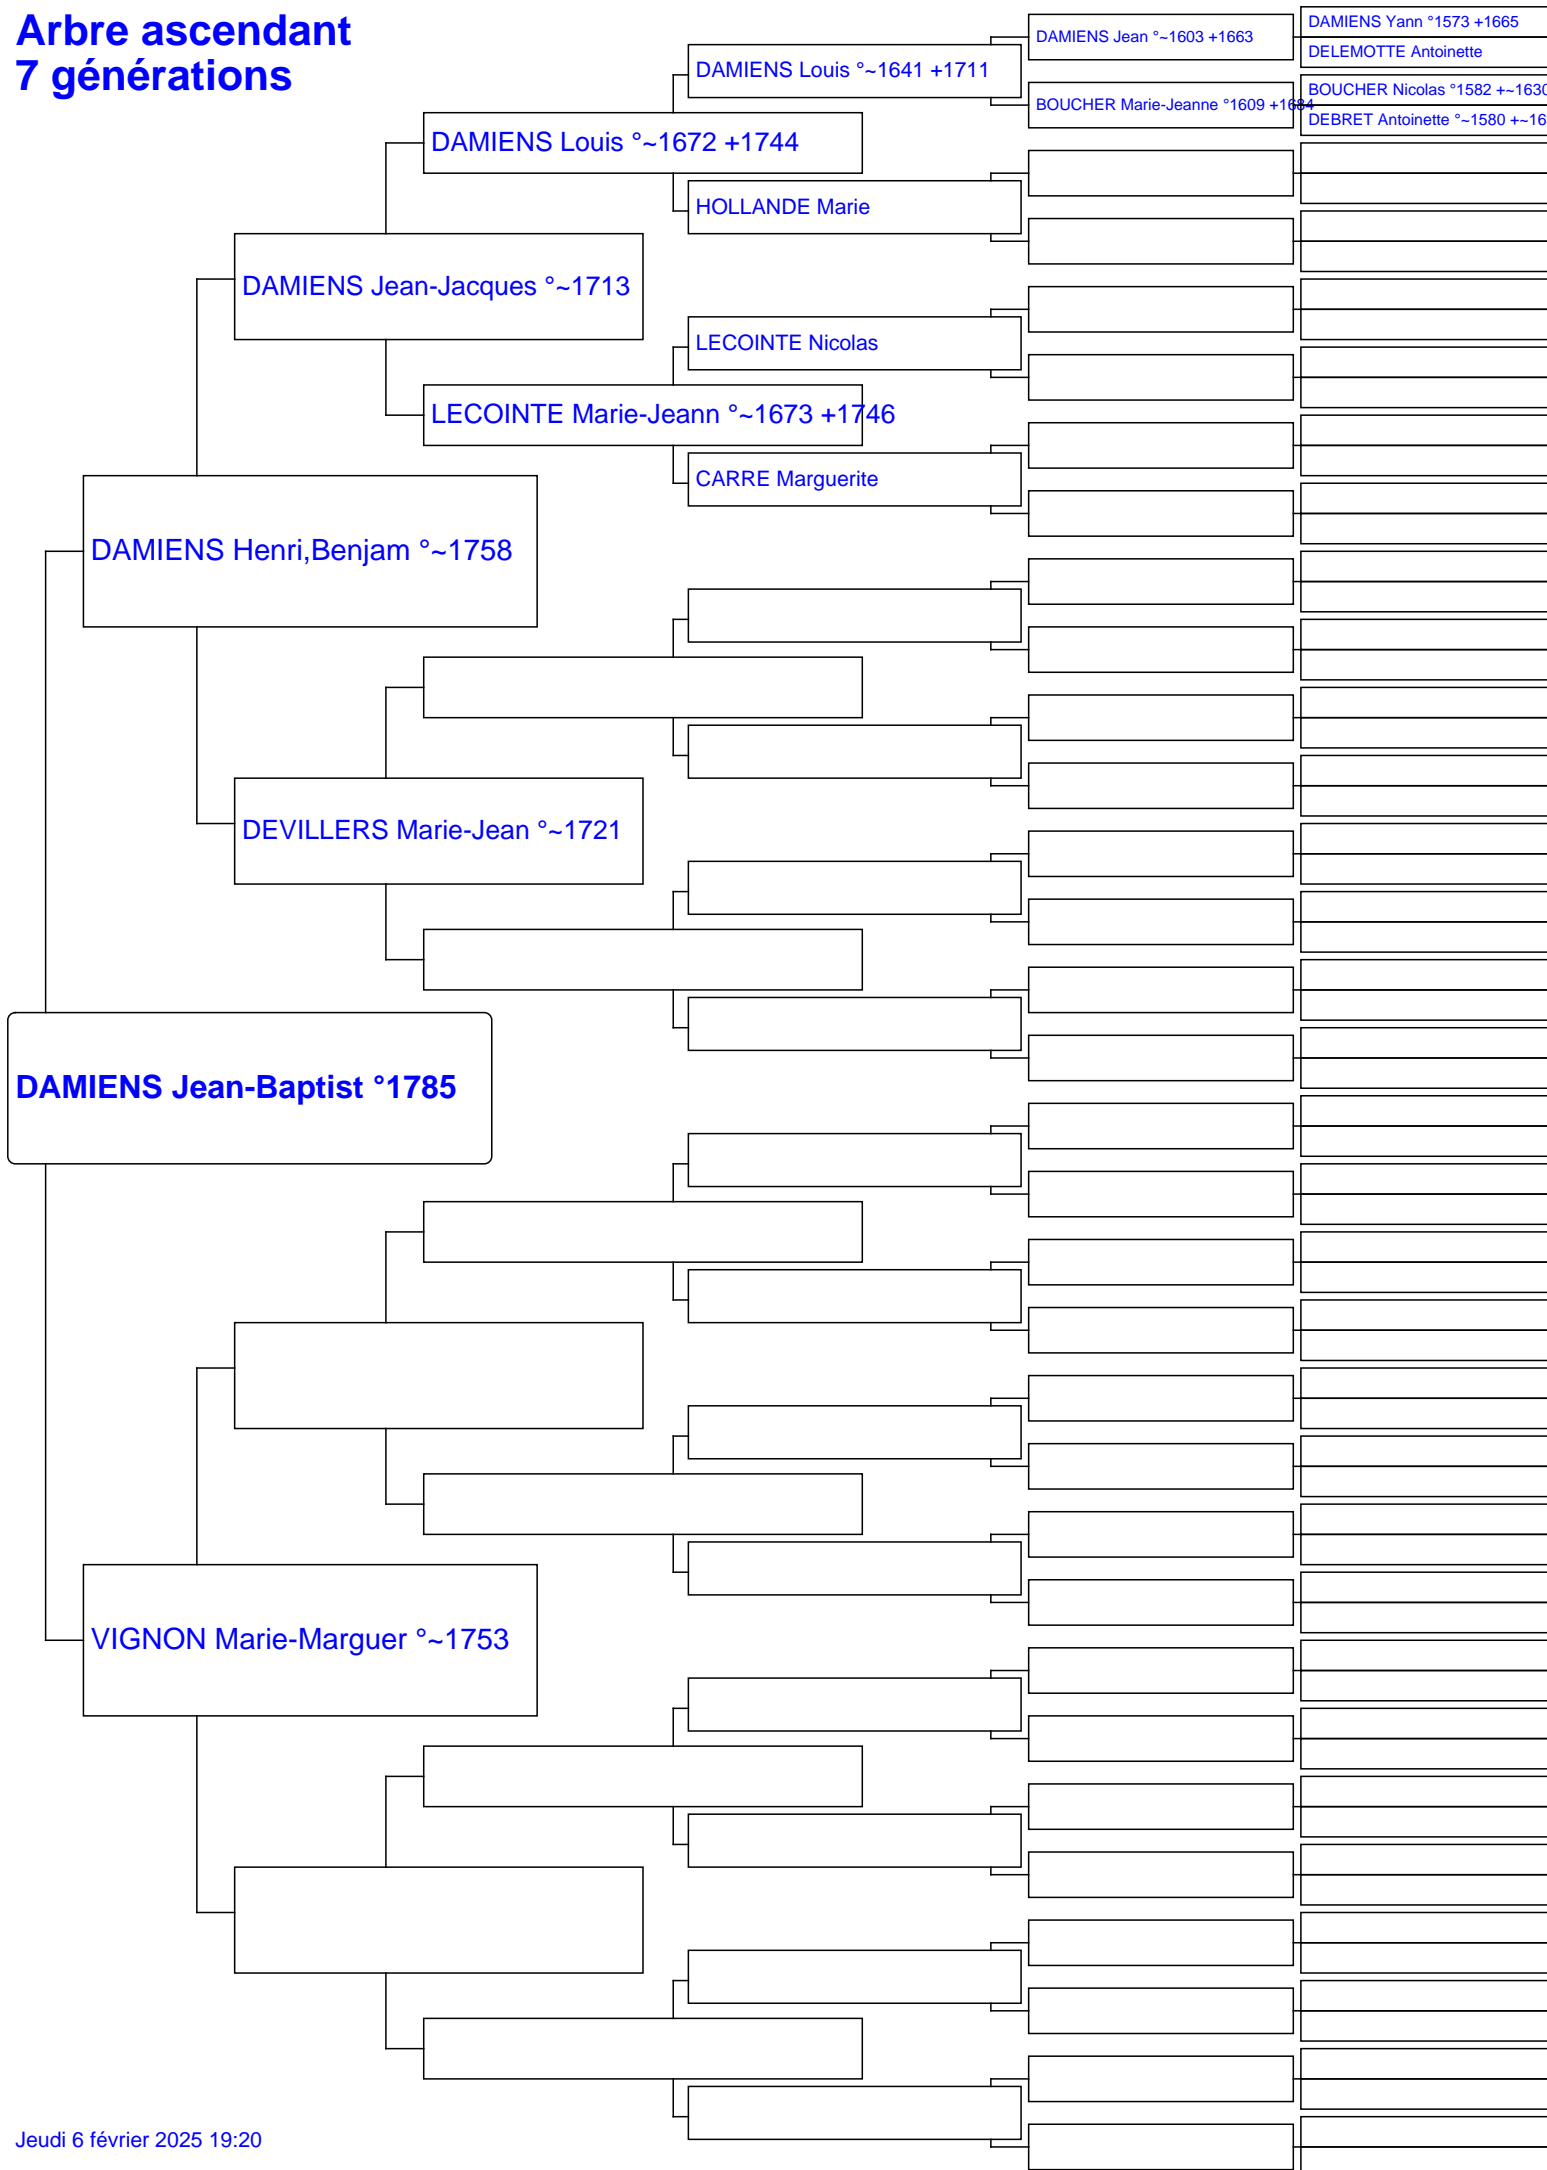 Arbre ascendant
7 générations
DAMIENS Yann °1573 +1665
DAMIENS Jean °~1603 +1663
DELEMOTTE Antoinette
DAMIENS Louis °~1641 +1711
BOUCHER Nicolas °1582 +~1630
BOUCHER Marie-Jeanne °1609 +1684
DEBRET Antoinette °~1580 +~16
DAMIENS Louis °~1672 +1744
HOLLANDE Marie
DAMIENS Jean-Jacques °~1713
LECOINTE Nicolas
LECOINTE Marie-Jeann °~1673 +1746
CARRE Marguerite
DAMIENS Henri,Benjam °~1758
DEVILLERS Marie-Jean °~1721
DAMIENS Jean-Baptist °1785
VIGNON Marie-Marguer °~1753
Jeudi 6 février 2025 19:20